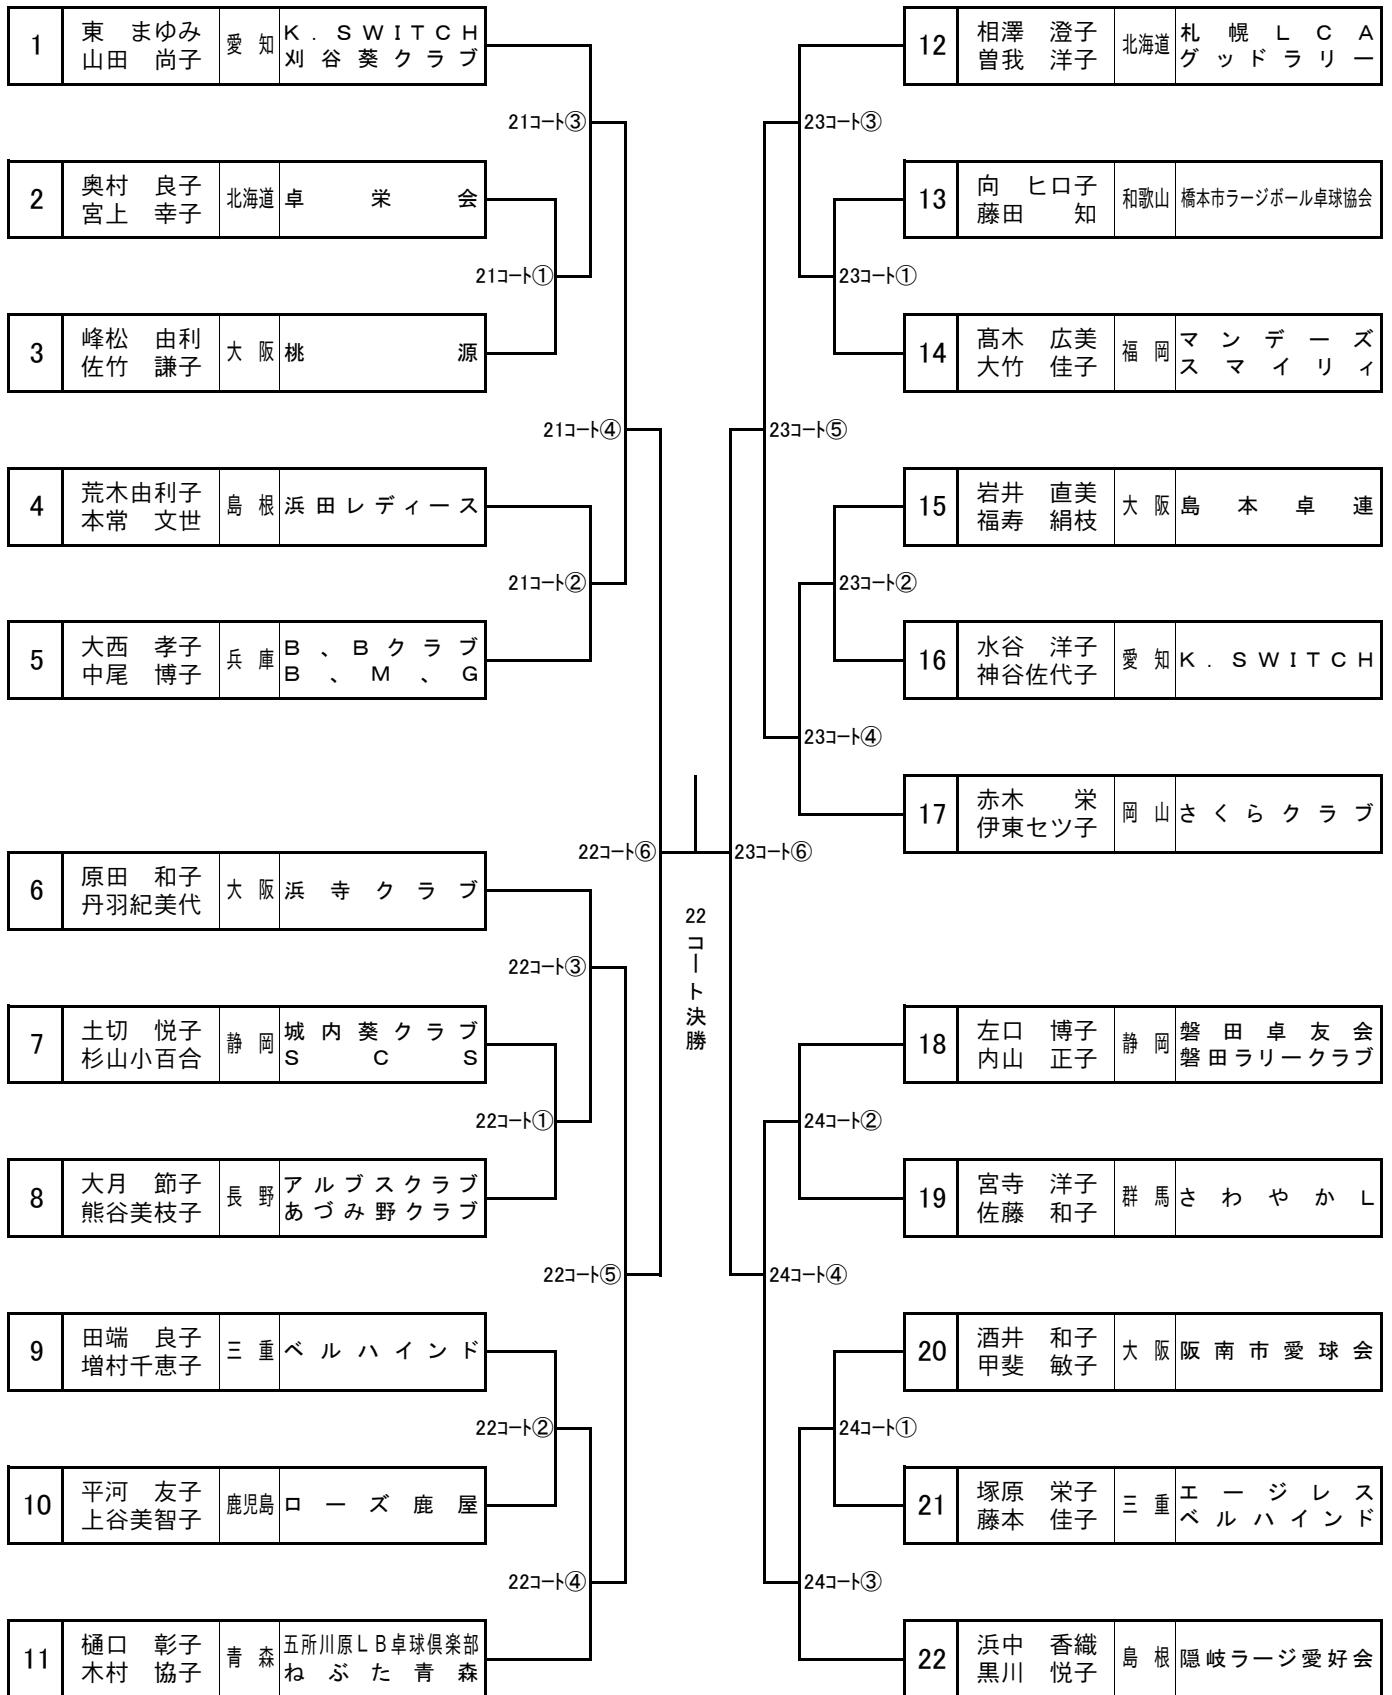 1 東　まゆみ 愛知 K．SWITCH
山田　尚子 刈谷葵クラブ
21コート③
2 奥村　良子 北海道 卓栄会
宮上　幸子
21コート①
3 峰松　由利 大阪 桃源
佐竹　謙子
21コート④
4 荒木由利子 島根 浜田レディース
本常　文世
21コート②
5 大西　孝子 兵庫 B、Bクラブ
中尾　博子 B、M、G
22コート⑥
6 原田　和子 大阪 浜寺クラブ
丹羽紀美代
22コート③
7 土切　悦子 静岡 城内葵クラブ
杉山小百合 SCS
22コート①
8 大月　節子 長野 アルプスクラブ
熊谷美枝子 あづみ野クラブ
22コート⑤
9 田端　良子 三重 ベルハインド
増村千恵子
22コート②
10 平河　友子 鹿児島 ローズ鹿屋
上谷美智子
22コート④
11 樋口　彰子 青森 五所川原LB卓球倶楽部
木村　協子 ねぶた青森
22コート決勝
12 相澤　澄子 北海道 札幌LCA
曽我　洋子 グッドラリー
23コート③
13 向　ヒロ子 和歌山 橋本市ラージボール卓球協会
藤田　知
23コート①
14 髙木　広美 福岡 マンデーズ
大竹　佳子 スマイリィ
23コート⑤
15 岩井　直美 大阪 島本卓連
福寿　絹枝
23コート②
16 水谷　洋子 愛知 K．SWITCH
神谷佐代子
23コート④
17 赤木　栄 岡山 さくらクラブ
伊東セツ子
23コート⑥
18 左口　博子 静岡 磐田卓友会
内山　正子 磐田ラリークラブ
24コート②
19 宮寺　洋子 群馬 さわやかL
佐藤　和子
24コート④
20 酒井　和子 大阪 阪南市愛球会
甲斐　敏子
24コート①
21 塚原　栄子 三重 エージレス
藤本　佳子 ベルハインド
24コート③
22 浜中　香織 島根 隠岐ラージ愛好会
黒川　悦子